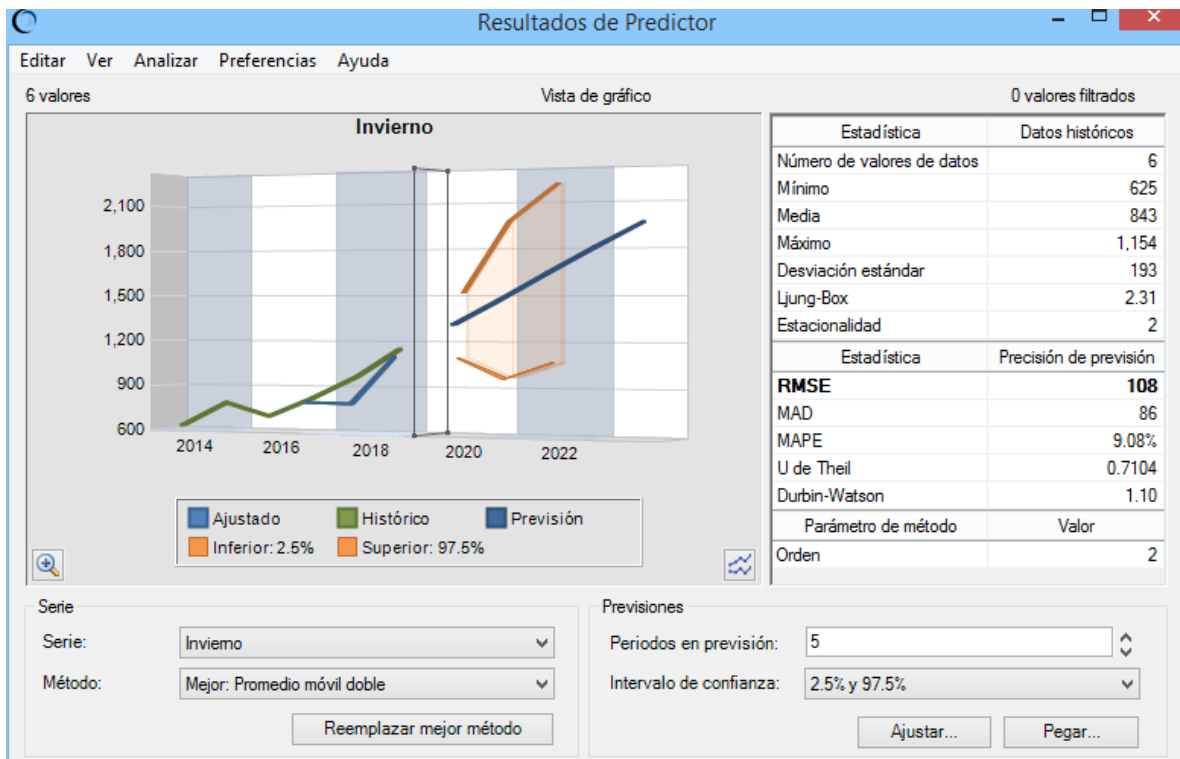 Resultados de Predictor
Editar Ver Analizar Preferencias Ayuda
6 valores Vista de gráfico 0 valores filtrados
Invierno
2,100
1,800
1,500
1,200
900
600
2014 2016 2018 2020 2022
Ajustado Histórico Previsión
Inferior: 2.5% Superior: 97.5%
Estadística Datos históricos
Número de valores de datos 6
Mínimo 625
Media 843
Máximo 1,154
Desviación estándar 193
Ljung-Box 2.31
Estacionalidad 2
Estadística Precisión de previsión
RMSE 108
MAD 86
MAPE 9.08%
U de Theil 0.7104
Durbin-Watson 1.10
Parámetro de método Valor
Orden 2
Serie
Serie: Invierno
Método: Mejor: Promedio móvil doble
Reemplazar mejor método
Previsiones
Periodos en previsión: 5
Intervalo de confianza: 2.5% y 97.5%
Ajustar... Pegar...